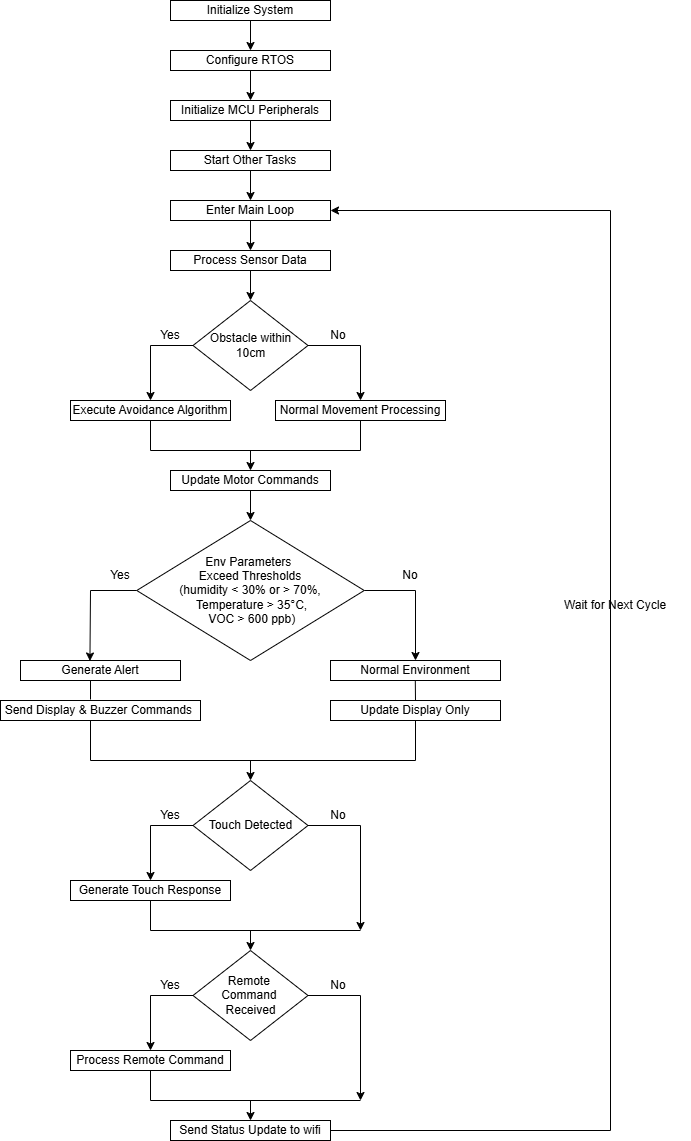 Initialize System
Configure RTOS
Initialize MCU Peripherals
Start Other Tasks
Enter Main Loop
Process Sensor Data
Yes
Obstacle within
10cm
No
Execute Avoidance Algorithm
Normal Movement Processing
Update Motor Commands
Yes
Env Parameters
Exceed Thresholds
(humidity < 30% or > 70%,
Temperature > 35°C,
VOC > 600 ppb)
No
Wait for Next Cycle
Generate Alert
Normal Environment
Send Display & Buzzer Commands
Update Display Only
Yes
Touch Detected
No
Generate Touch Response
Yes
Remote
Command
Received
No
Process Remote Command
Send Status Update to wifi